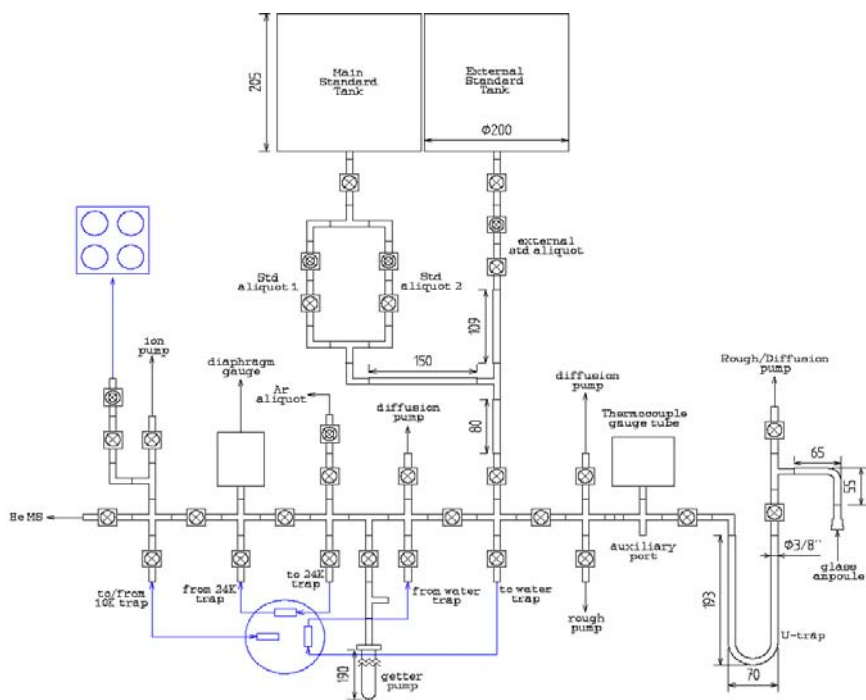 Main
Standard
Tank
External
Standard
Tank
205
Φ200
external
std aliquot
Std
aliquot 1
Std
aliquot 2
109
150
80
ion
pump
diaphragm
gauge
Ar
aliquot
diffusion
pump
diffusion
pump
Rough/Diffusion
pump
Thermocouple
gauge tube
65
55
He MS
auxiliary
port
Φ3/8"
glass
ampoule
to/from
10K trap
from 24K
trap
to 24K
trap
from water
trap
to water
trap
rough
pump
193
U-trap
70
190
getter
pump